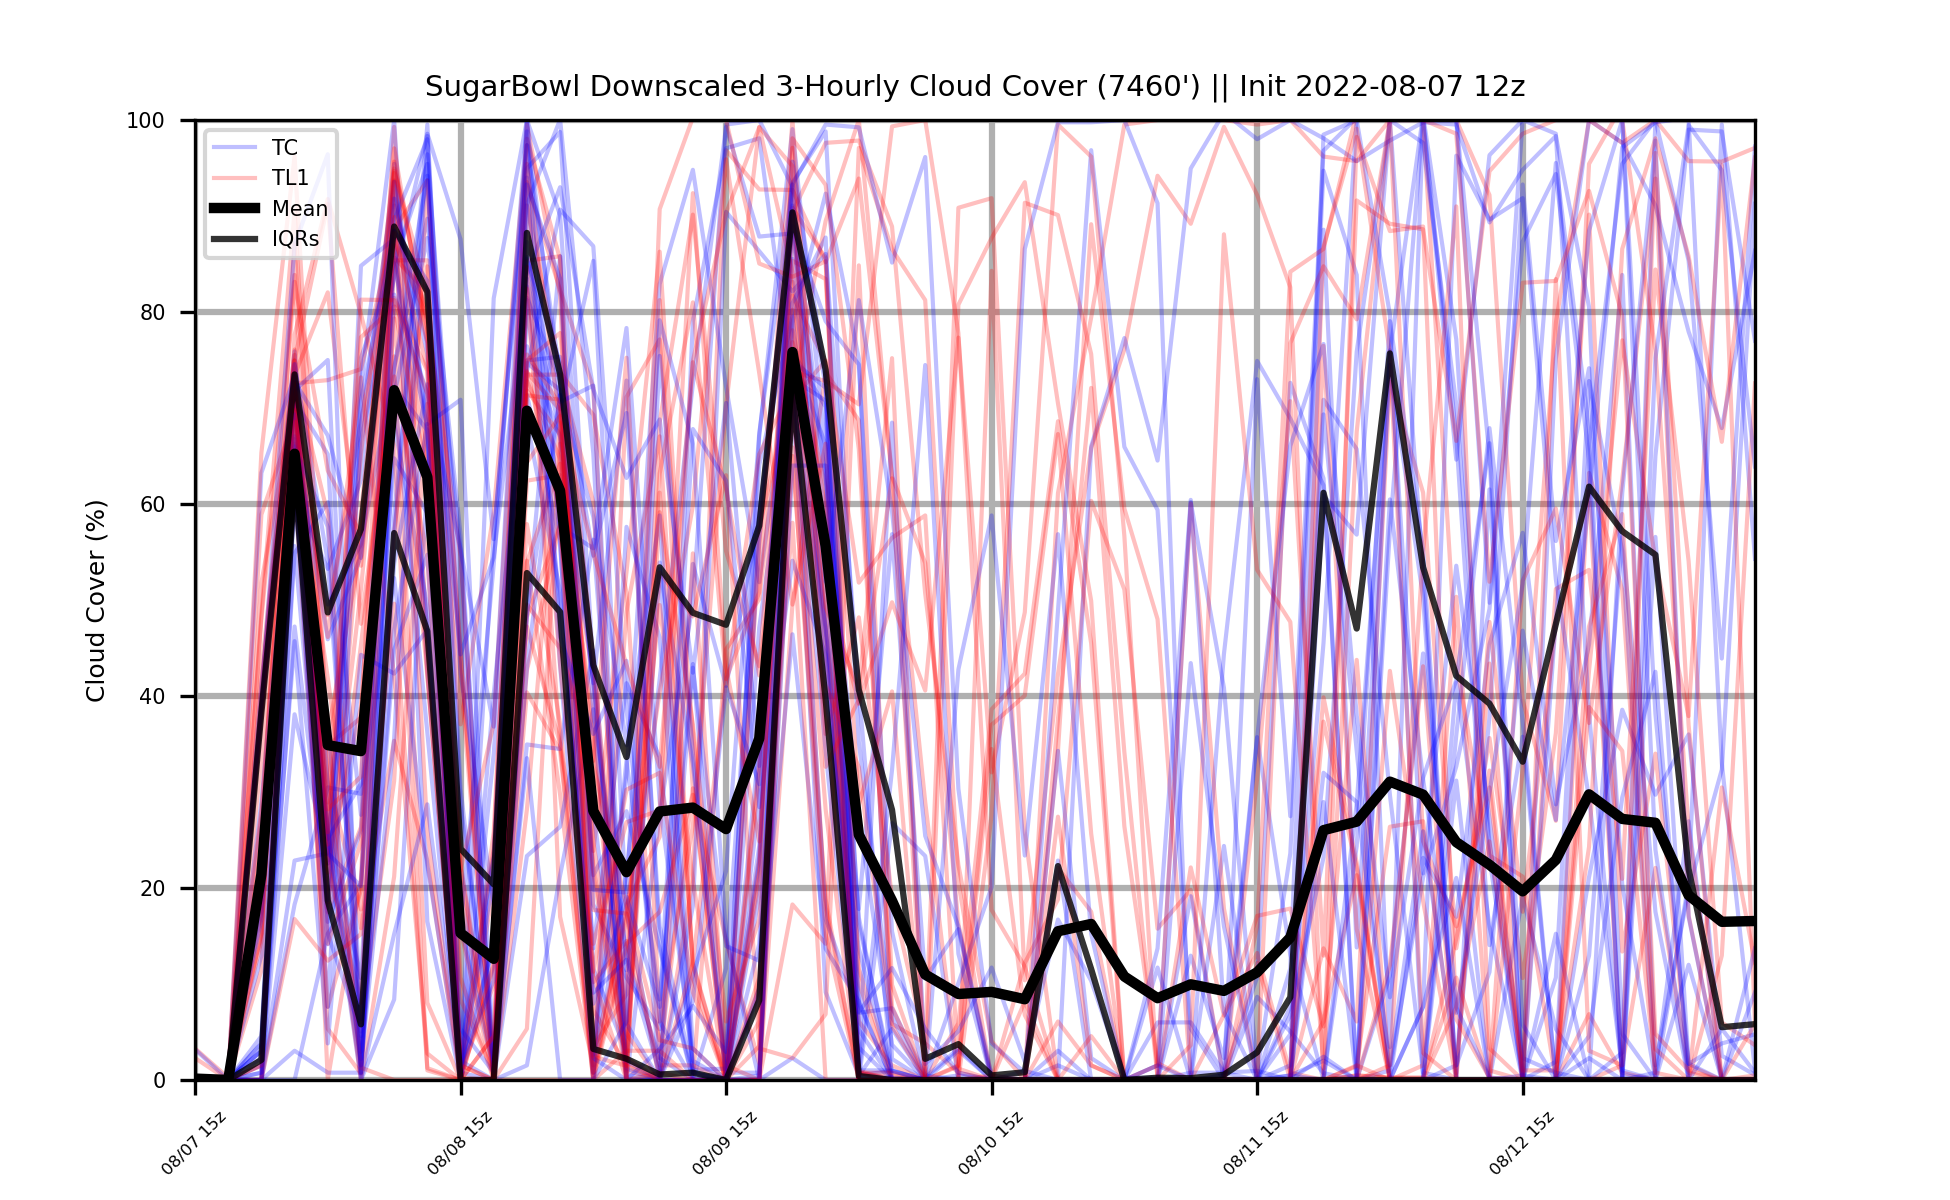 SugarBowl Downscaled 3-Hourly Cloud Cover (7460') || Init 2022-08-07 12z
100
80
60
40
20
0
Cloud Cover (%)
TC
TL1
Mean
IQRs
08/07 15z
08/08 15z
08/09 15z
08/10 15z
08/11 15z
08/12 15z